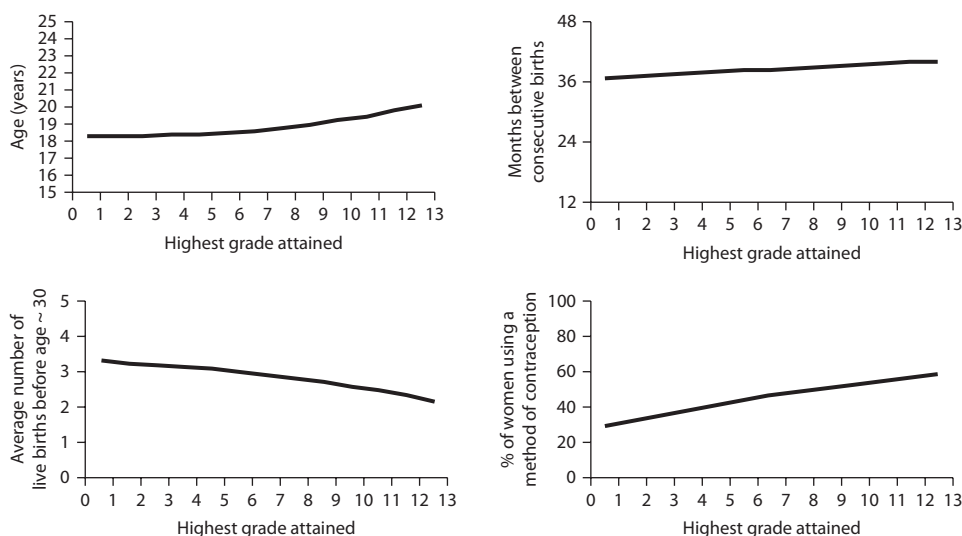 Age (years)
25
24
23
22
21
20
19
18
17
16
15
0 1 2 3 4 5 6 7 8 9 10 11 12 13
Highest grade attained
Months between
consecutive births
48
36
24
12
0 1 2 3 4 5 6 7 8 9 10 11 12 13
Highest grade attained
Average number of
live births before age ~ 30
5
4
3
2
1
0
0 1 2 3 4 5 6 7 8 9 10 11 12 13
Highest grade attained
% of women using a
method of contraception
100
80
60
40
20
0
0 1 2 3 4 5 6 7 8 9 10 11 12 13
Highest grade attained